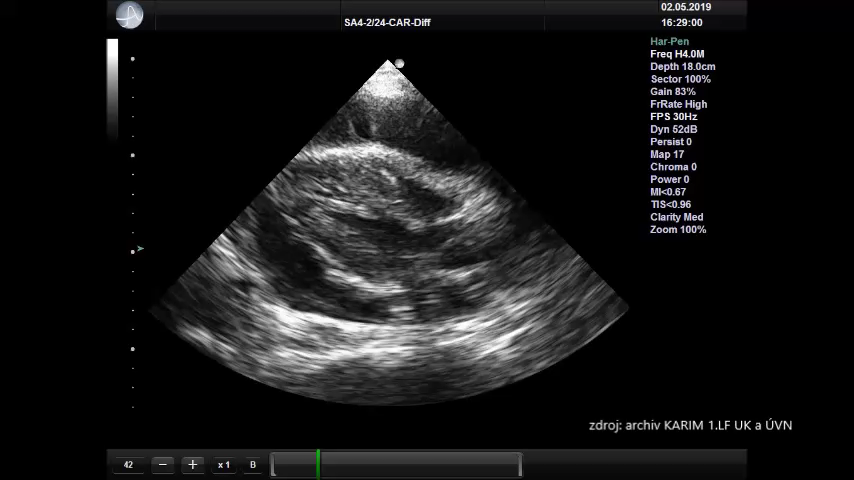 02.05.2019
SA4-2/24-CAR-Diff
16:29:00
Har-Pen
Freq H4.0M
Depth 18.0cm
Sector 100%
Gain 83%
FrRate High
FPS 30Hz
Dyn 52dB
Persist 0
Map 17
Chroma 0
Power 0
MI<0.67
TIS<0.96
Clarity Med
Zoom 100%
zdroj: archiv KARIM 1.LF UK a ÚVN
42 − + x 1 B